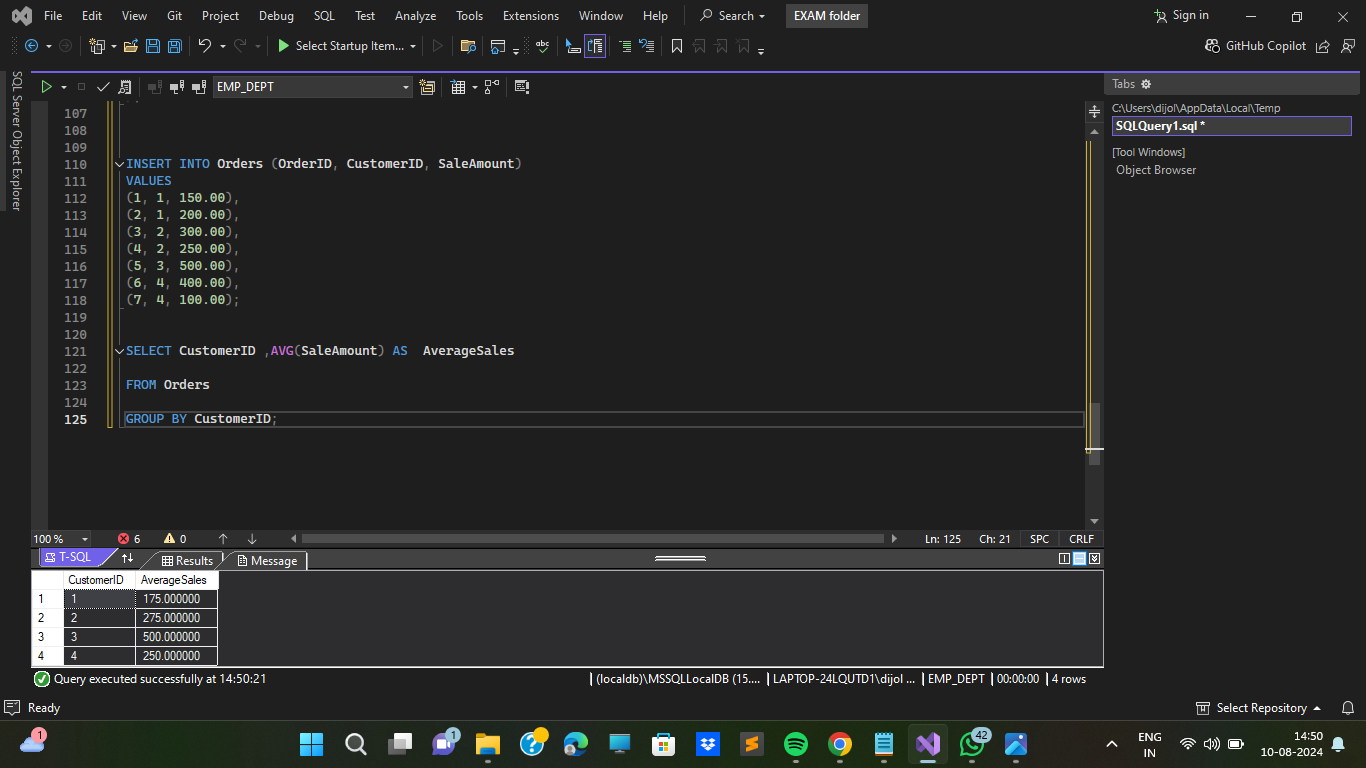 File Edit View Git Project Debug SQL Test Analyze Tools Extensions Window Help Search EXAM folder Sign in
Select Startup Item... abc GitHub Copilot
SQL Server Object Explorer
EMP_DEPT
107
108
109
110 INSERT INTO Orders (OrderID, CustomerID, SaleAmount)
111 VALUES
112 (1, 1, 150.00),
113 (2, 1, 200.00),
114 (3, 2, 300.00),
115 (4, 2, 250.00),
116 (5, 3, 500.00),
117 (6, 4, 400.00),
118 (7, 4, 100.00);
119
120
121 SELECT CustomerID ,AVG(SaleAmount) AS  AverageSales
122
123 FROM Orders
124
125 GROUP BY CustomerID;
Tabs
C:\Users\dijol\AppData\Local\Temp
SQLQuery1.sql *
[Tool Windows]
Object Browser
100 % 6 0 Ln: 125 Ch: 21 SPC CRLF
T-SQL Results Message
CustomerID AverageSales
1 1 175.000000
2 2 275.000000
3 3 500.000000
4 4 250.000000
Query executed successfully at 14:50:21 (localdb)\MSSQLLocalDB (15.... LAPTOP-24LQUTD1\dijol ... EMP_DEPT 00:00:00 4 rows
Ready Select Repository
1 1 42 ENG 14:50
IN 10-08-2024